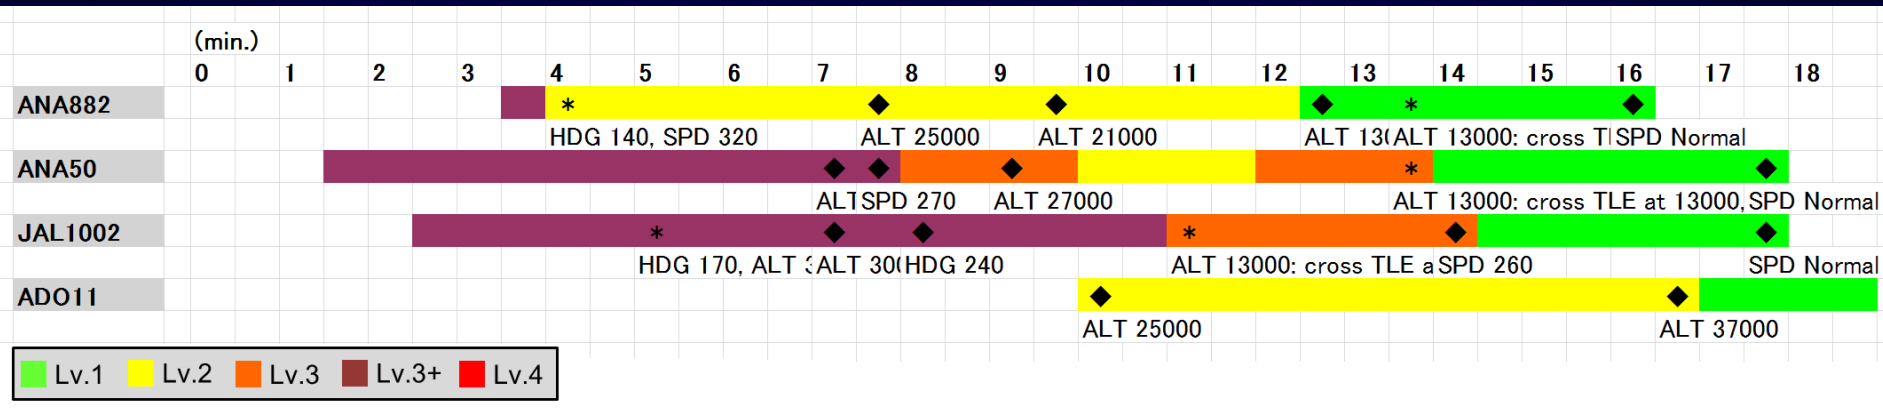 (min.)
0 1 2 3 4 5 6 7 8 9 10 11 12 13 14 15 16 17 18
ANA882 * *
HDG 140, SPD 320 ALT 25000 ALT 21000 ALT 13( ALT 13000: cross T SPD Normal
ANA50 *
ALT SPD 270 ALT 27000 ALT 13000: cross TLE at 13000, SPD Normal
JAL1002 * *
HDG 170, ALT ALT 30( HDG 240 ALT 13000: cross TLE a SPD 260 SPD Normal
ADO11
ALT 25000 ALT 37000
Lv.1 Lv.2 Lv.3 Lv.3+ Lv.4